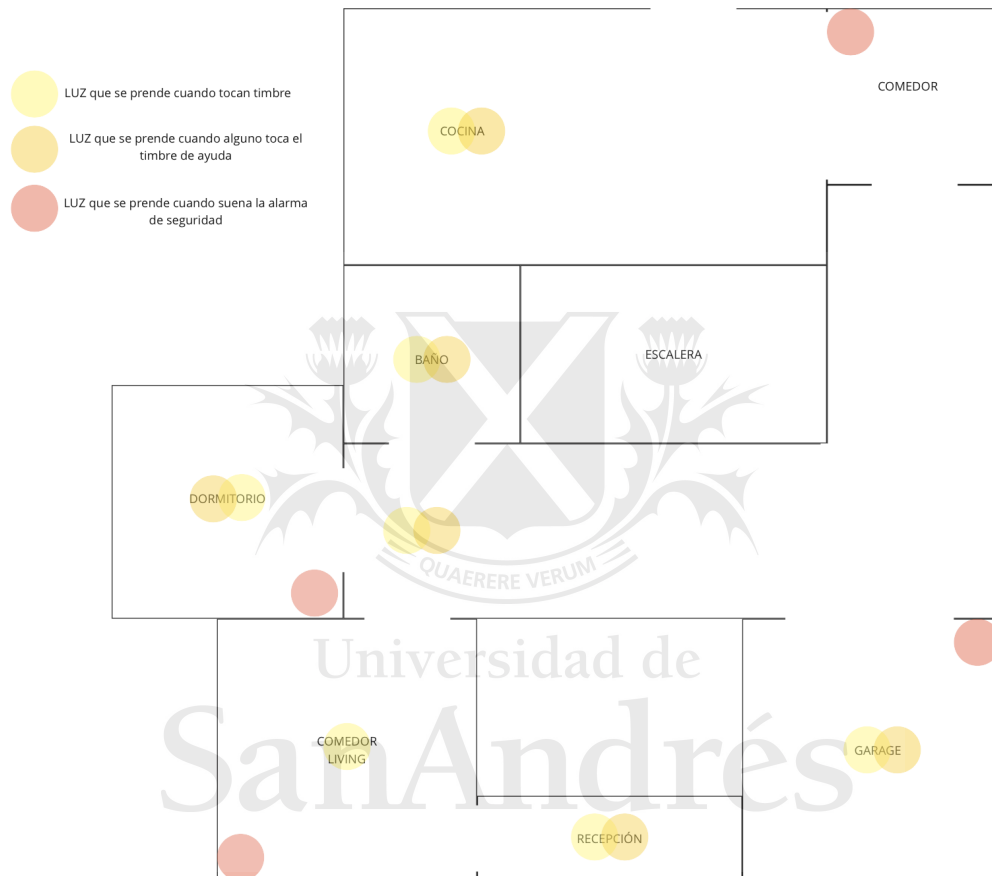 COMEDOR
LUZ que se prende cuando tocan timbre
COCINA
LUZ que se prende cuando alguno toca el
timbre de ayuda
LUZ que se prende cuando suena la alarma
de seguridad
BAÑO
ESCALERA
DORMITORIO
QUAERERE VERUM
Universidad de
SanAndrés
COMEDOR
LIVING
GARAGE
RECEPCIÓN